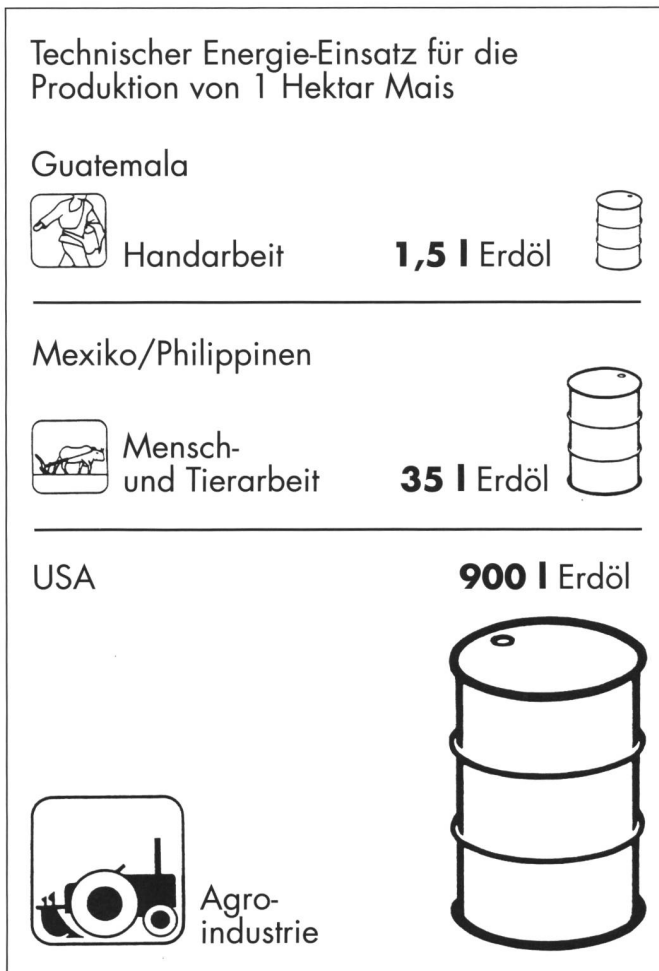 Technischer Energie-Einsatz für die
Produktion von 1 Hektar Mais
Guatemala
Handarbeit 1,5 l Erdöl
Mexiko/Philippinen
Mensch-
und Tierarbeit 35 l Erdöl
USA 900 l Erdöl
Agro-
industrie